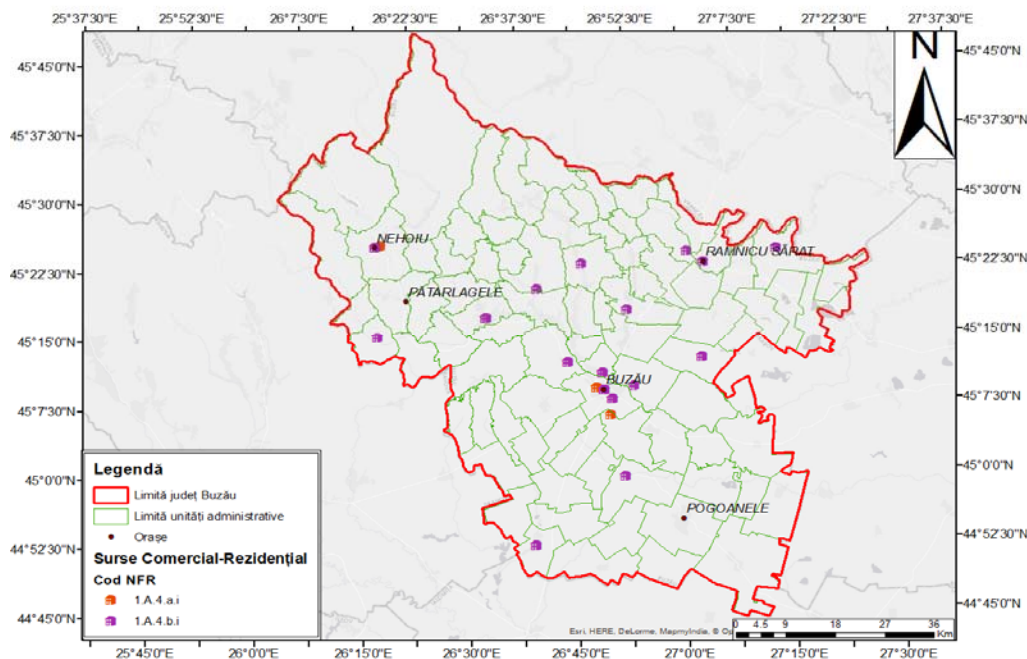 25°37'30"E 25°52'30"E 26°7'30"E 26°22'30"E 26°37'30"E 26°52'30"E 27°7'30"E 27°22'30"E 27°37'30"E
45°45'0"N 45°45'0"N
N
45°37'30"N 45°37'30"N
45°30'0"N 45°30'0"N
NEHOIU RAMNICU SĂRAT
45°22'30"N 45°22'30"N
PĂTARLAGELE
45°15'0"N 45°15'0"N
BUZĂU
45°7'30"N 45°7'30"N
45°0'0"N 45°0'0"N
POGOANELE
44°52'30"N 44°52'30"N
44°45'0"N 44°45'0"N
Legendă
Limită județ Buzău
Limită unități administrative
Orașe
Surse Comercial-Rezidențial
Cod NFR
1.A.4.a.i
1.A.4.b.i
Esri, HERE, DeLorme, MapmyIndia, © Op
0 4.5 9 18 27 36
Km
25°45'0"E 26°0'0"E 26°15'0"E 26°30'0"E 26°45'0"E 27°0'0"E 27°15'0"E 27°30'0"E